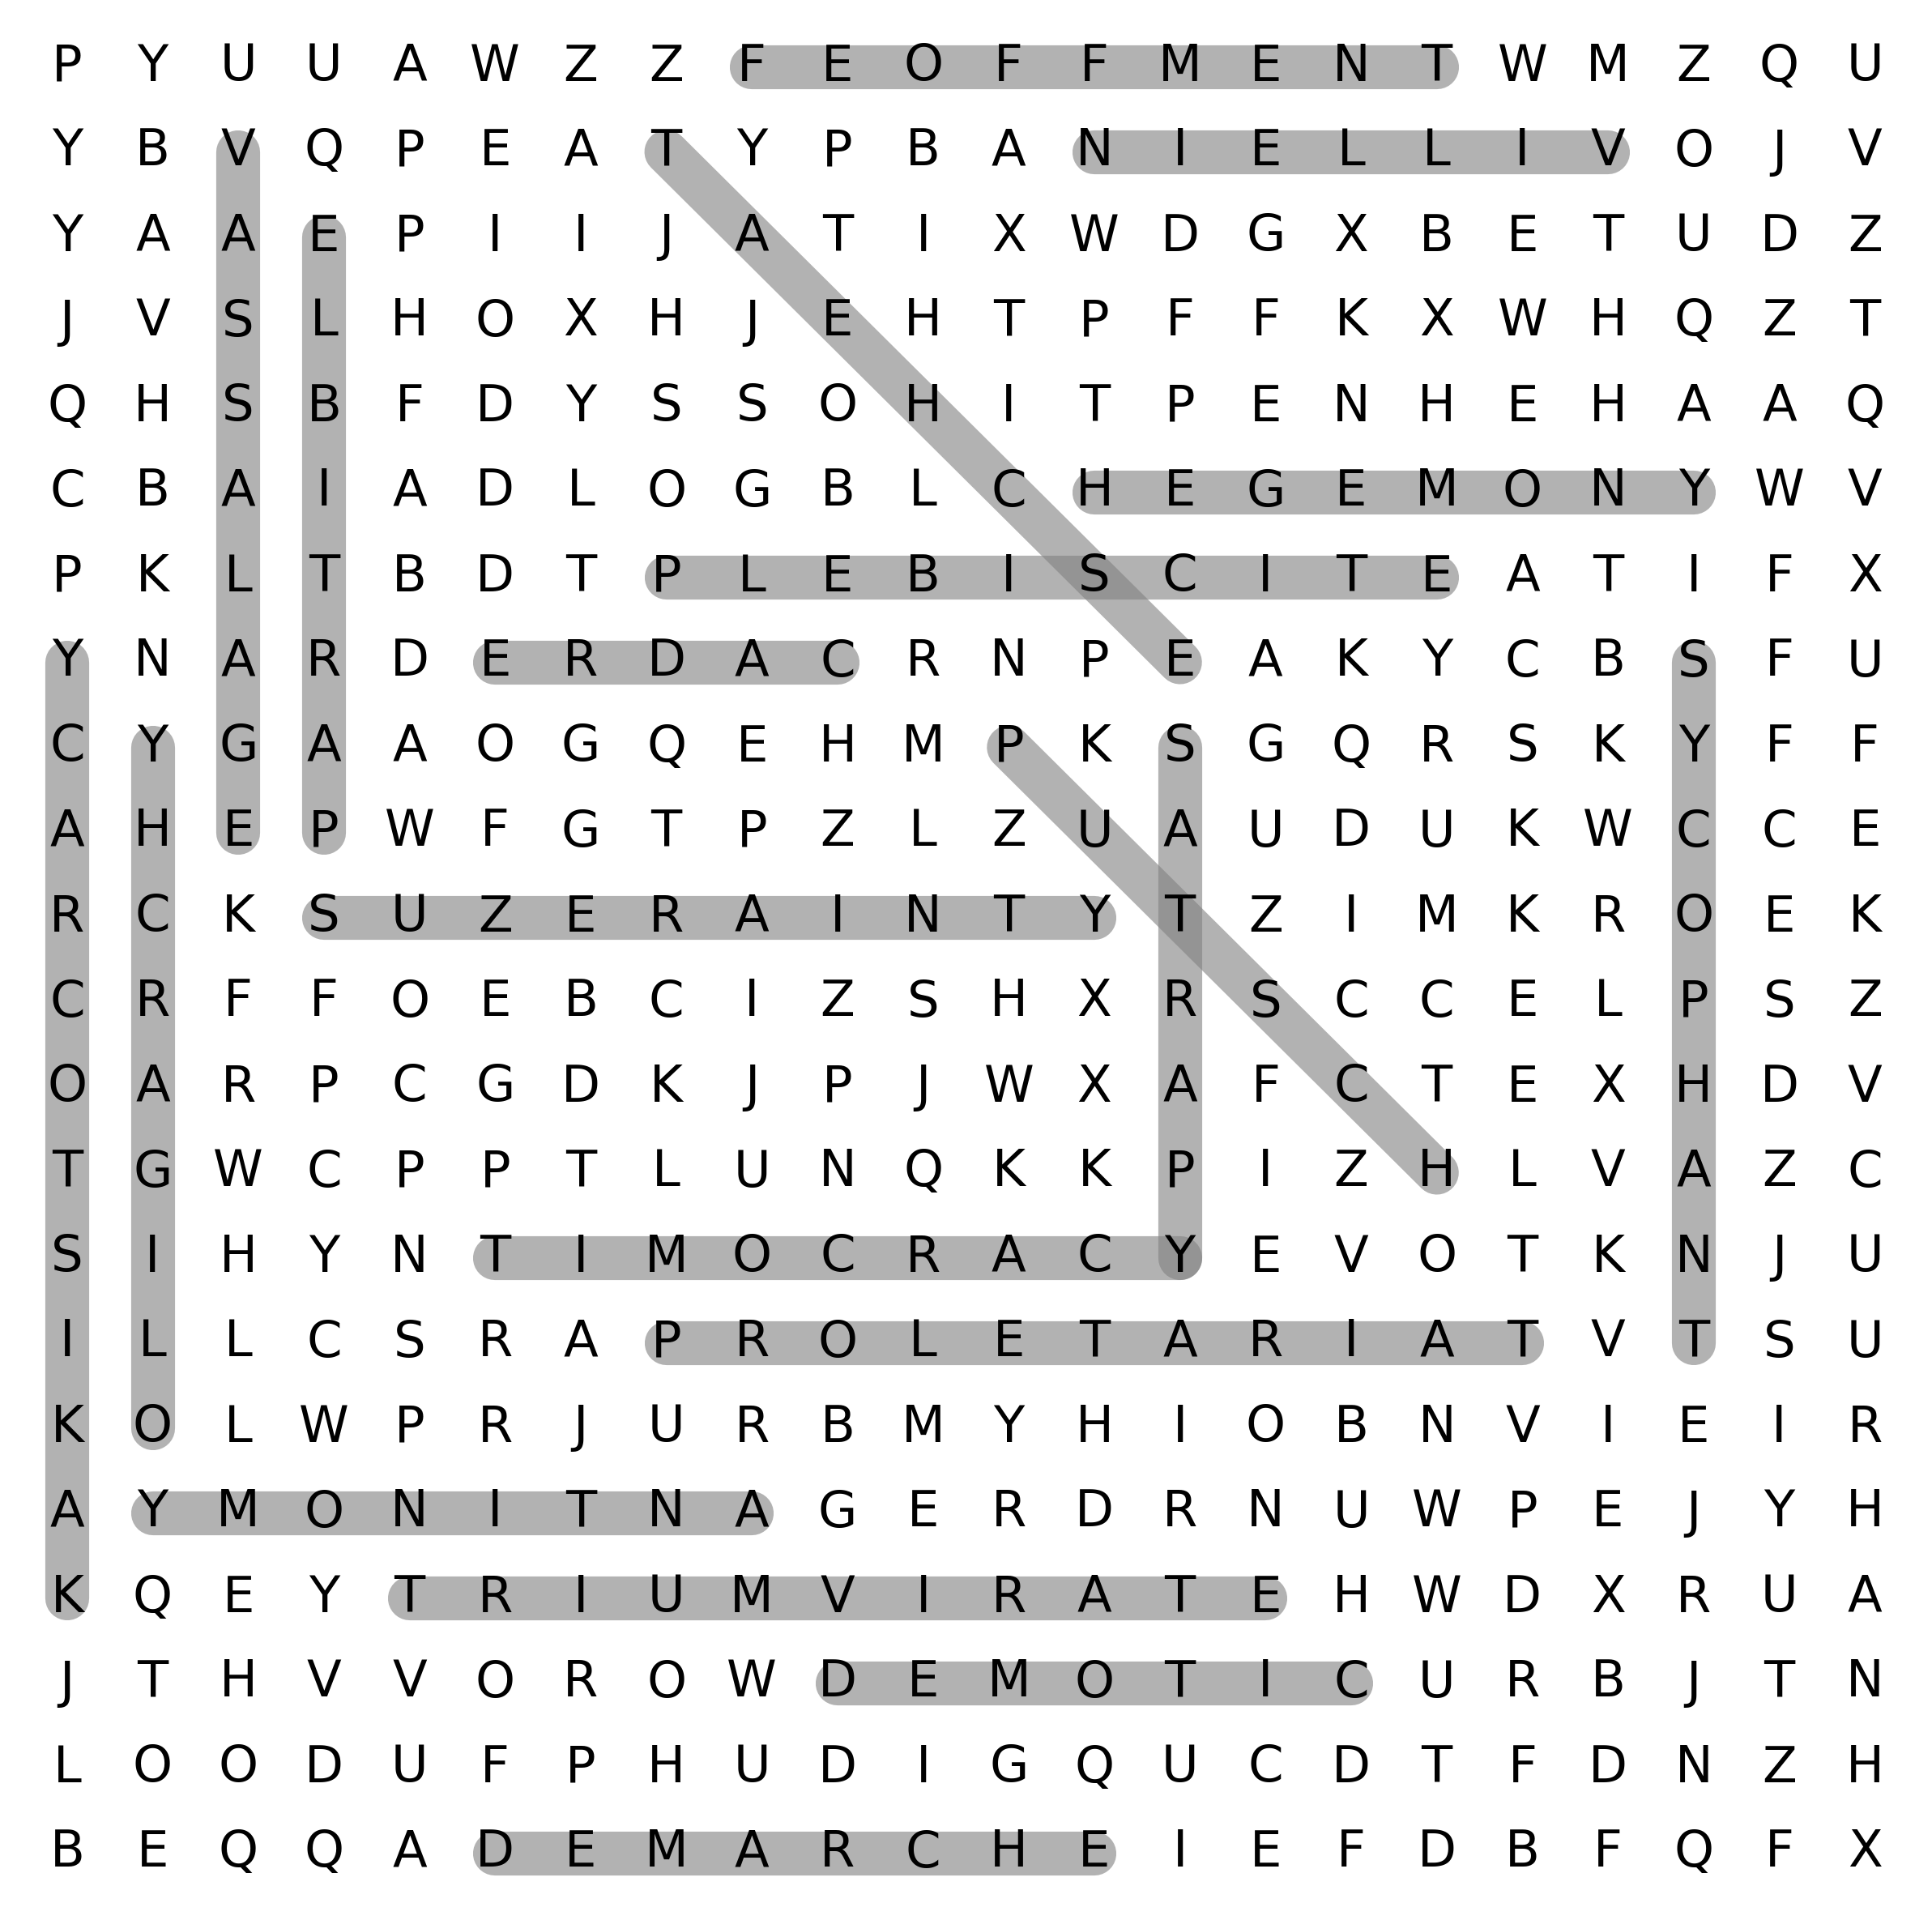 P Y U U A W Z Z F E O F F M E N T W M Z Q U
Y B V Q P E A T Y P B A N I E L L I V O J V
Y A A E P I I J A T I X W D G X B E T U D Z
J V S L H O X H J E H T P F F K X W H Q Z T
Q H S B F D Y S S O H I T P E N H E H A A Q
C B A I A D L O G B L C H E G E M O N Y W V
P K L T B D T P L E B I S C I T E A T I F X
Y N A R D E R D A C R N P E A K Y C B S F U
C Y G A A O G Q E H M P K S G Q R S K Y F F
A H E P W F G T P Z L Z U A U D U K W C C E
R C K S U Z E R A I N T Y T Z I M K R O E K
C R F F O E B C I Z S H X R S C C E L P S Z
O A R P C G D K J P J W X A F C T E X H D V
T G W C P P T L U N Q K K P I Z H L V A Z C
S I H Y N T I M O C R A C Y E V O T K N J U
I L L C S R A P R O L E T A R I A T V T S U
K O L W P R J U R B M Y H I O B N V I E I R
A Y M O N I T N A G E R D R N U W P E J Y H
K Q E Y T R I U M V I R A T E H W D X R U A
J T H V V O R O W D E M O T I C U R B J T N
L O O D U F P H U D I G Q U C D T F D N Z H
B E Q Q A D E M A R C H E I E F D B F Q F X